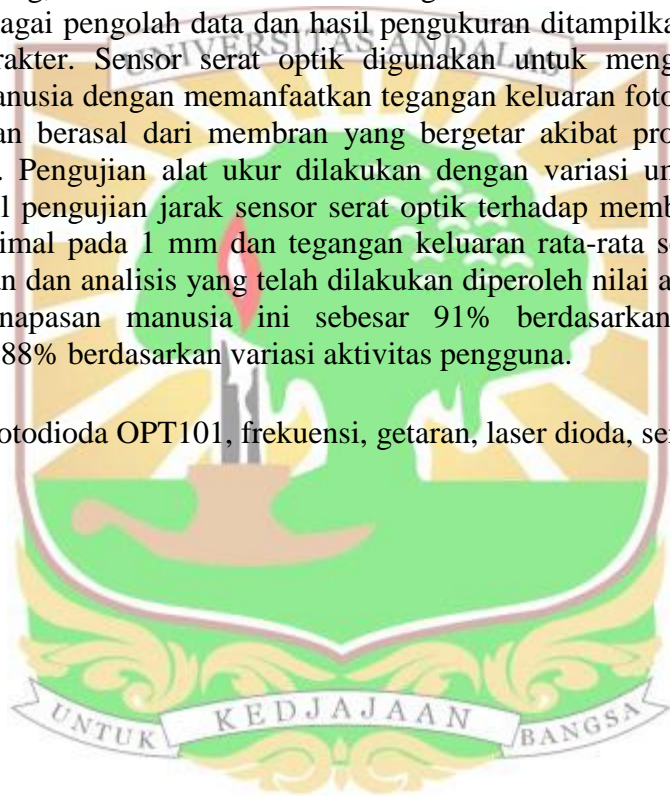 bagai pengolah data dan hasil pengukuran ditampilka
UNIVERSITAS ANDALAS
rakter. Sensor serat optik digunakan untuk meng
anusia dengan memanfaatkan tegangan keluaran foto
an berasal dari membran yang bergetar akibat pro
. Pengujian alat ukur dilakukan dengan variasi un
l pengujian jarak sensor serat optik terhadap memb
imal pada 1 mm dan tegangan keluaran rata-rata s
n dan analisis yang telah dilakukan diperoleh nilai a
napasan manusia ini sebesar 91% berdasarkan
88% berdasarkan variasi aktivitas pengguna.
otodioda OPT101, frekuensi, getaran, laser dioda, se
UNTUK KEDJAJAAN BANGSA